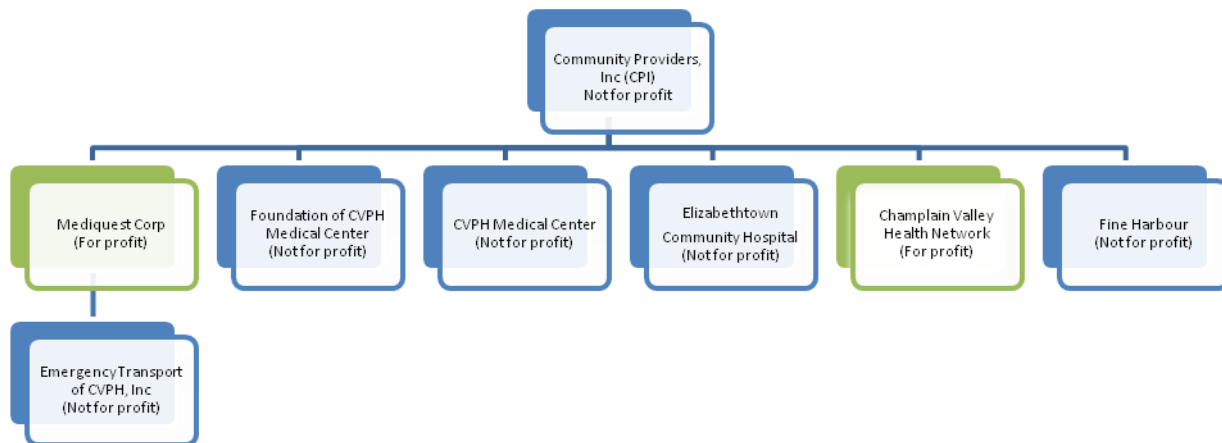 Community Providers,
Inc (CPI)
Not for profit
Mediquest Corp
(For profit)
Foundation of CVPH
Medical Center
(Not for profit)
CVPH Medical Center
(Not for profit)
Elizabethtown
Community Hospital
(Not for profit)
Champlain Valley
Health Network
(For profit)
Fine Harbour
(Not for profit)
Emergency Transport
of CVPH, Inc
(Not for profit)